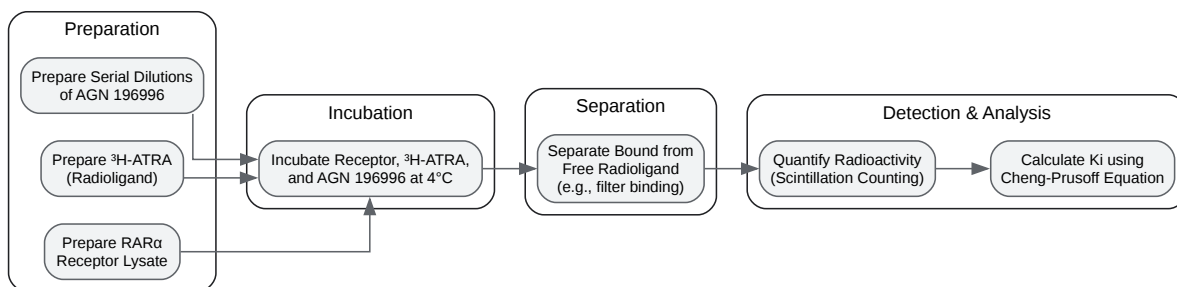 Preparation
Prepare Serial Dilutions
of AGN 196996
Prepare ³H-ATRA
(Radioligand)
Prepare RARα
Receptor Lysate
Incubation
Incubate Receptor, ³H-ATRA,
and AGN 196996 at 4°C
Separation
Separate Bound from
Free Radioligand
(e.g., filter binding)
Detection & Analysis
Quantify Radioactivity
(Scintillation Counting)
Calculate Ki using
Cheng-Prusoff Equation